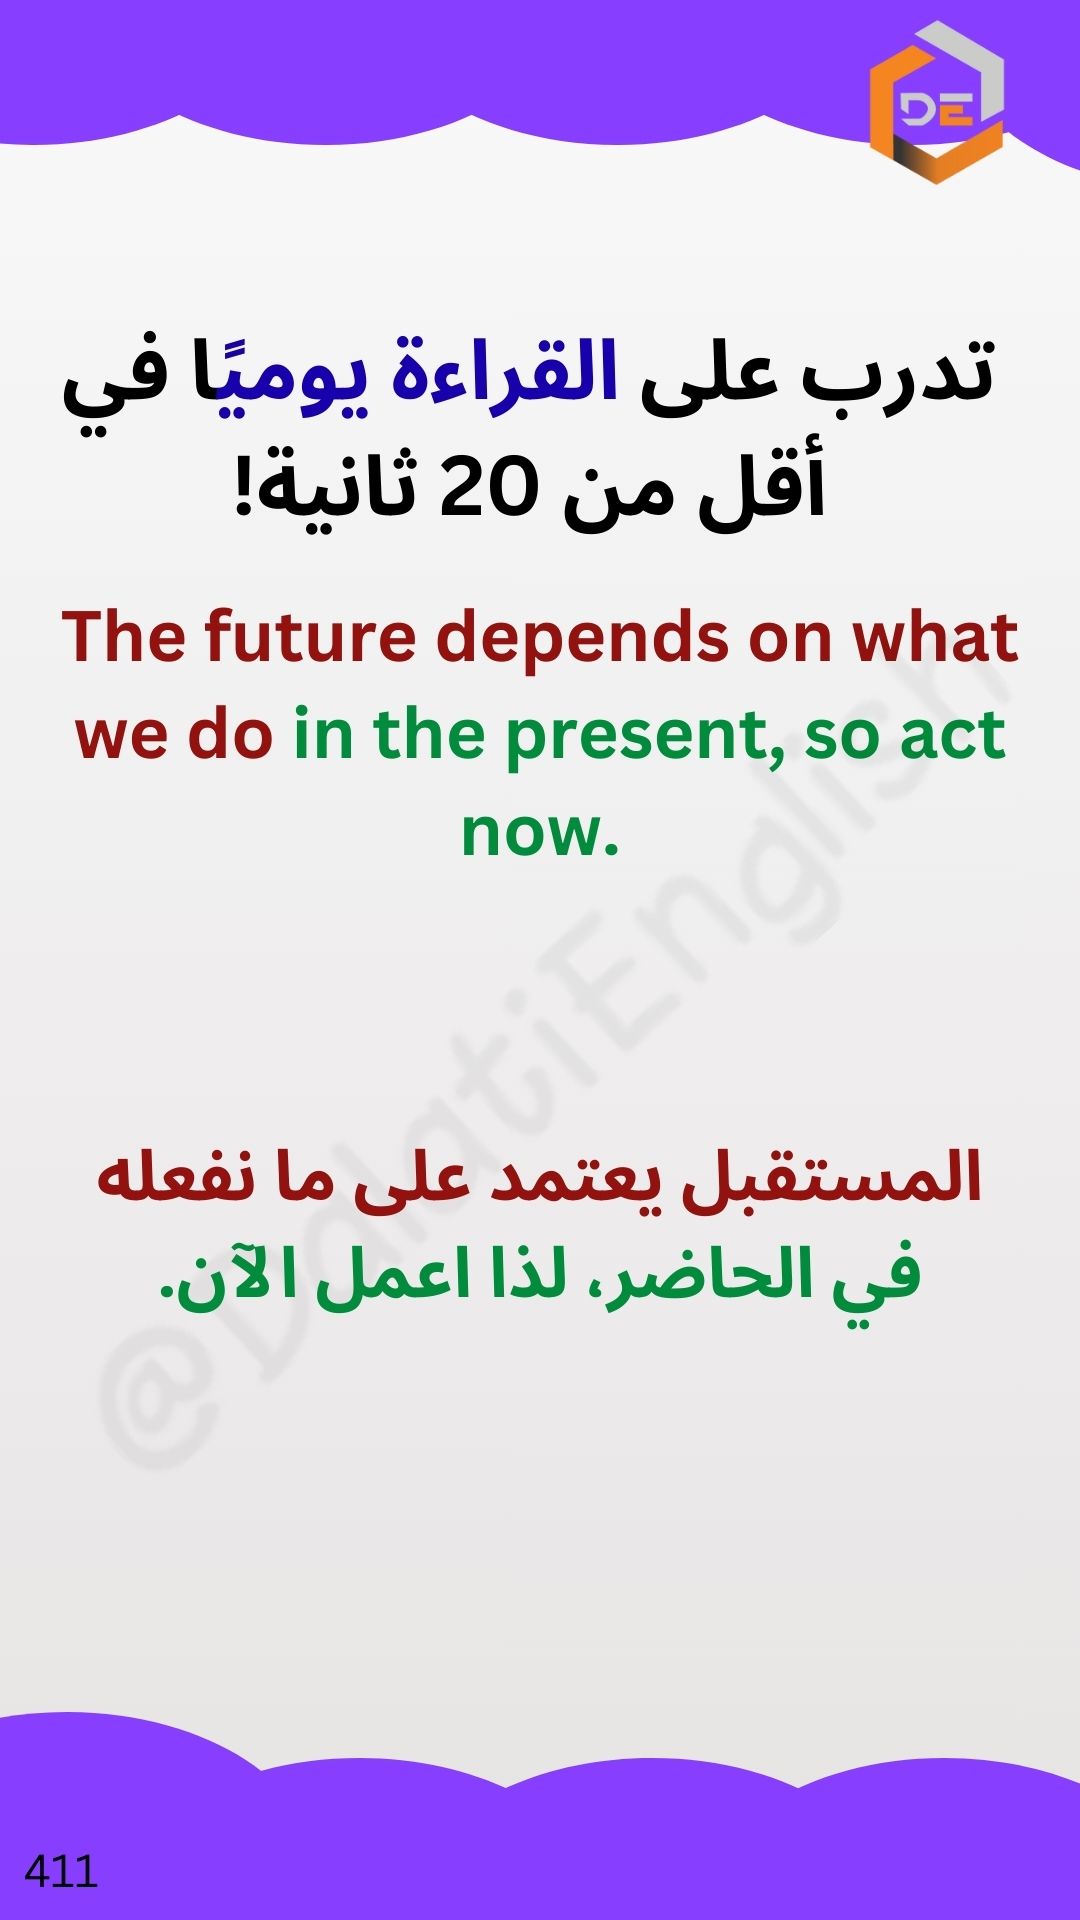 DE
تدرب على القراءة يوميًا في
أقل من 20 ثانية!
The future depends on what
we do in the present, so act
now.
@DalatiEnglish
المستقبل يعتمد على ما نفعله
في الحاضر، لذا اعمل الآن.
411